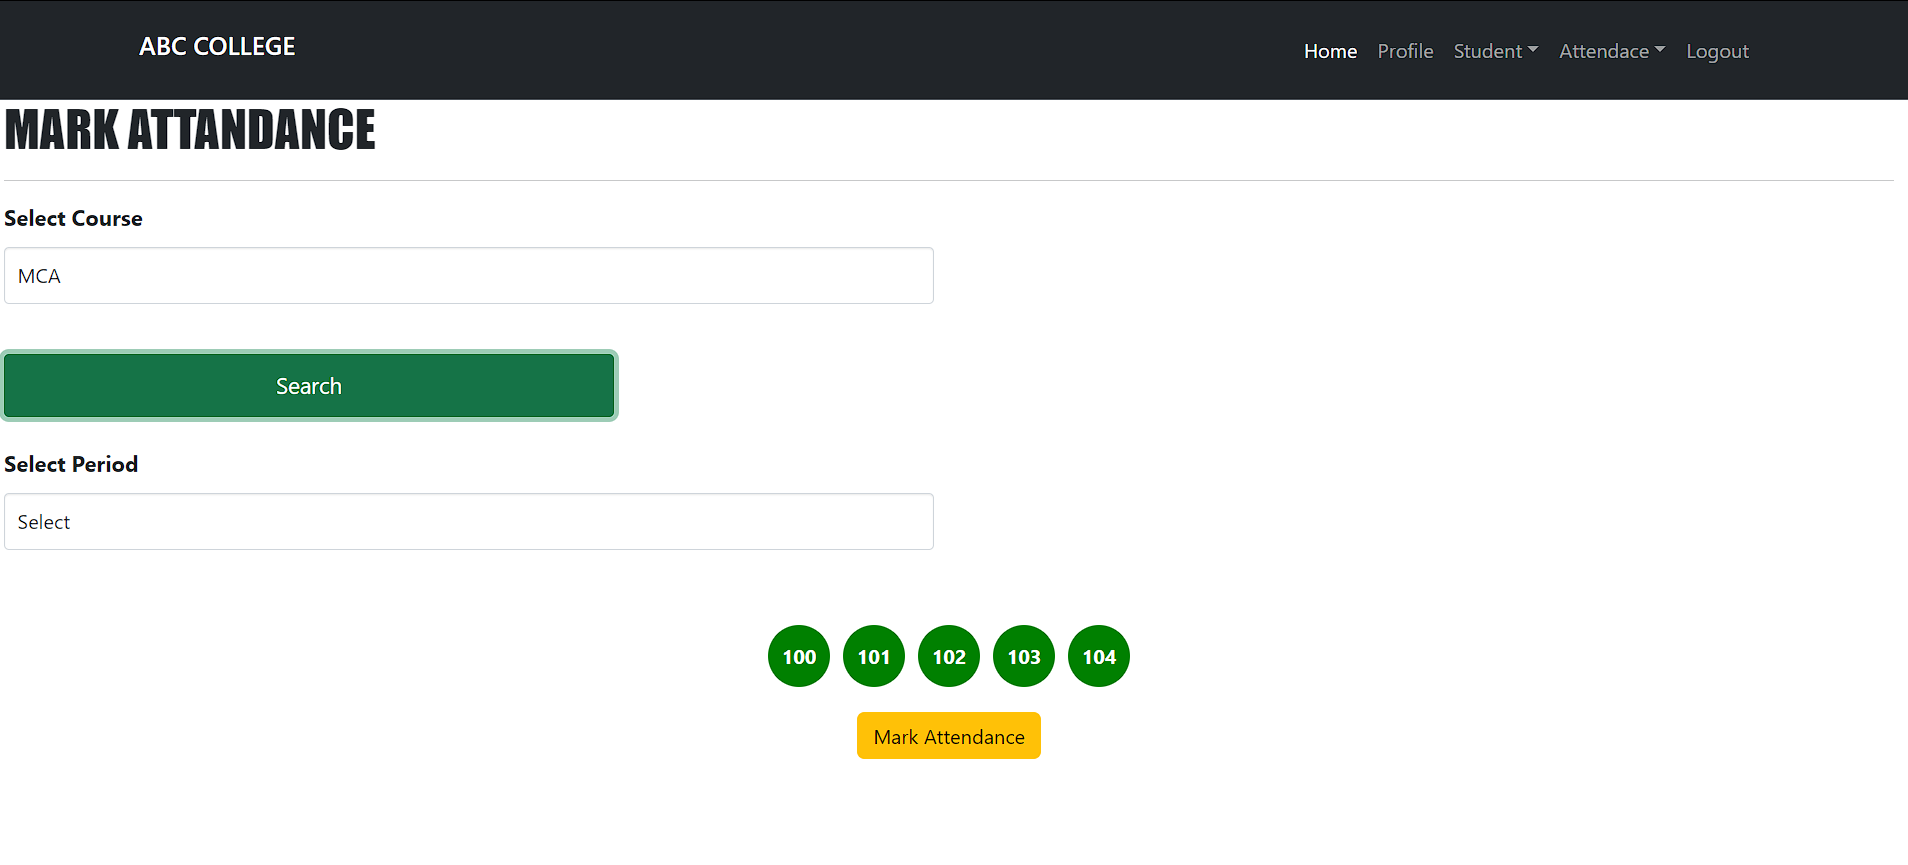 ABC COLLEGE
Home Profile Student Attendace Logout
MARK ATTANDANCE
Select Course
MCA
Search
Select Period
Select
100 101 102 103 104
Mark Attendance